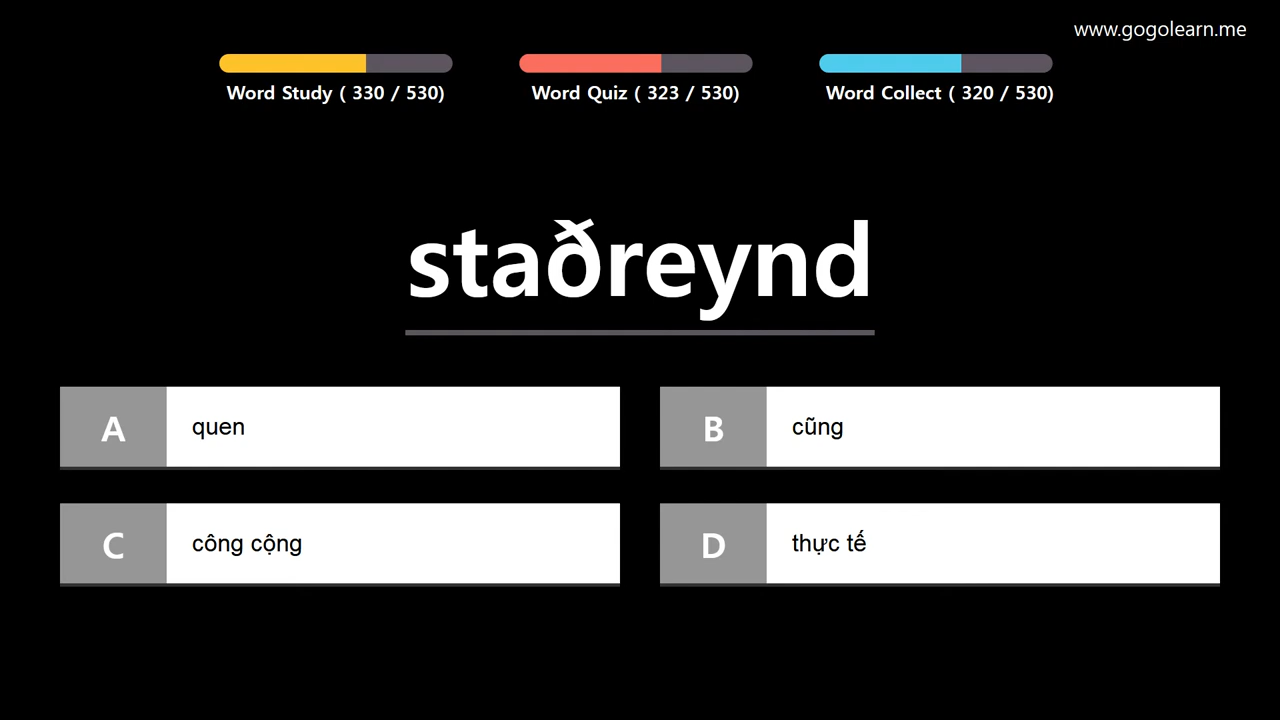 www.gogolearn.me
Word Study ( 330 / 530)
Word Quiz ( 323 / 530)
Word Collect ( 320 / 530)
staðreynd
A
quen
B
cũng
C
công cộng
D
thực tế